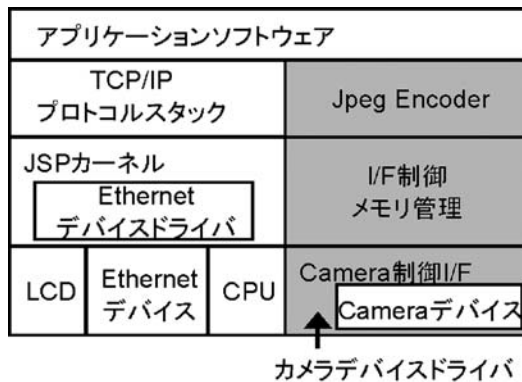 アプリケーションソフトウェア
TCP/IP
プロトコルスタック
Jpeg Encoder
JSPカーネル
Ethernet
デバイスドライバ
I/F制御
メモリ管理
LCD
Ethernet
デバイス
CPU
Camera制御I/F
Cameraデバイス
カメラデバイスドライバ